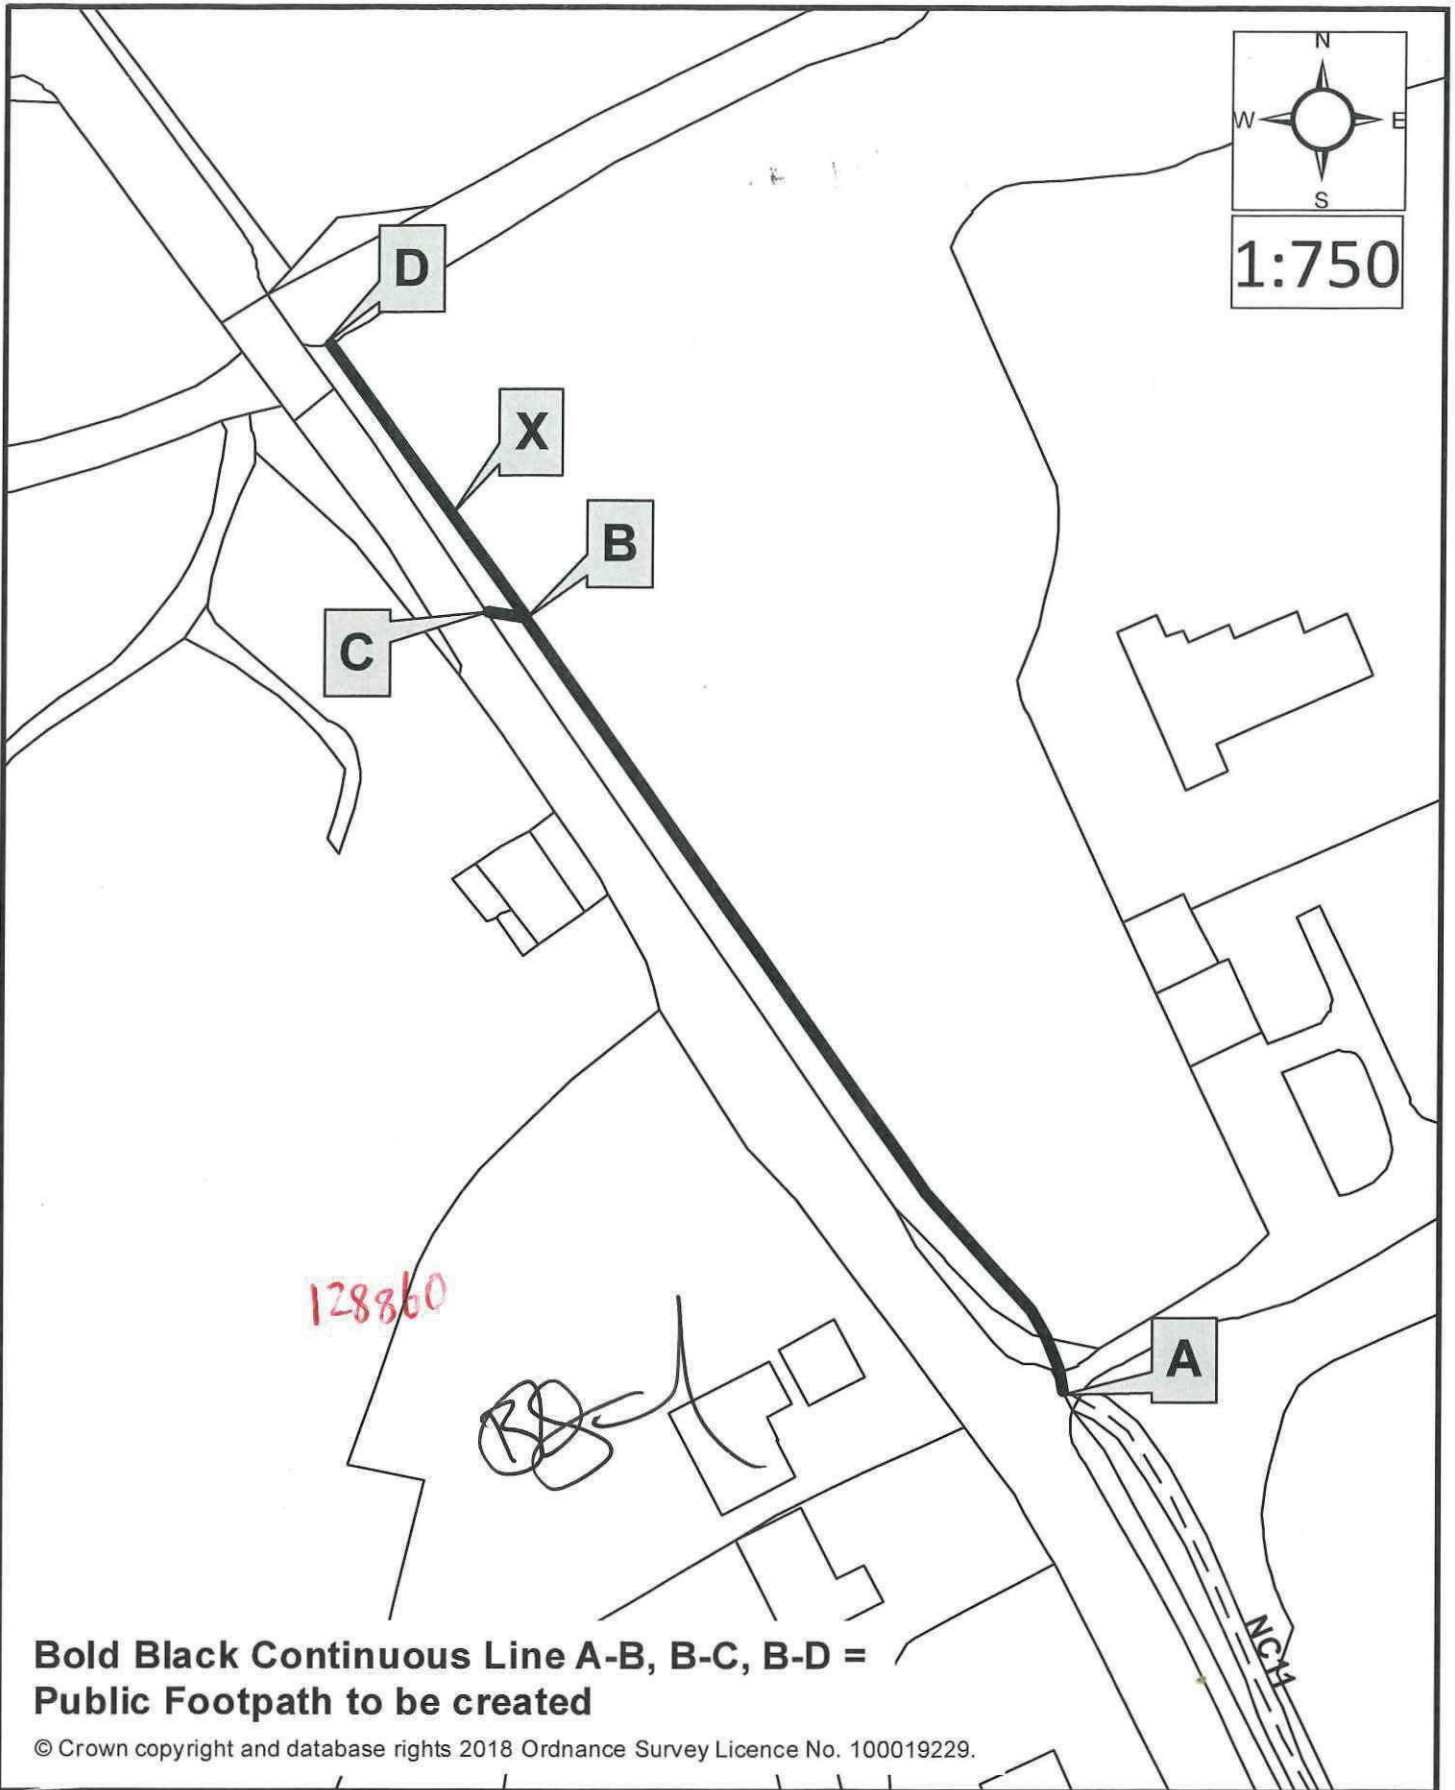 N
W E
S
1:750
D
X
B
C
128860
A
NC11
Bold Black Continuous Line A-B, B-C, B-D =
Public Footpath to be created
© Crown copyright and database rights 2018 Ordnance Survey Licence No. 100019229.